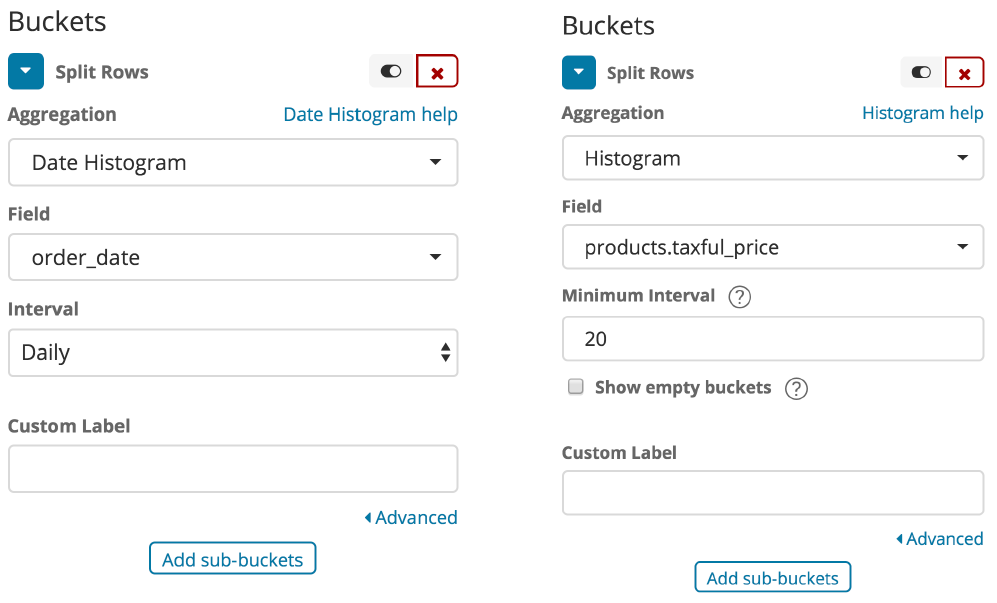 Buckets
Split Rows
Aggregation Date Histogram help
Date Histogram
Field
order_date
Interval
Daily
Custom Label
Advanced
Add sub-buckets
Buckets
Split Rows
Aggregation Histogram help
Histogram
Field
products.taxful_price
Minimum Interval ?
20
Show empty buckets ?
Custom Label
Advanced
Add sub-buckets